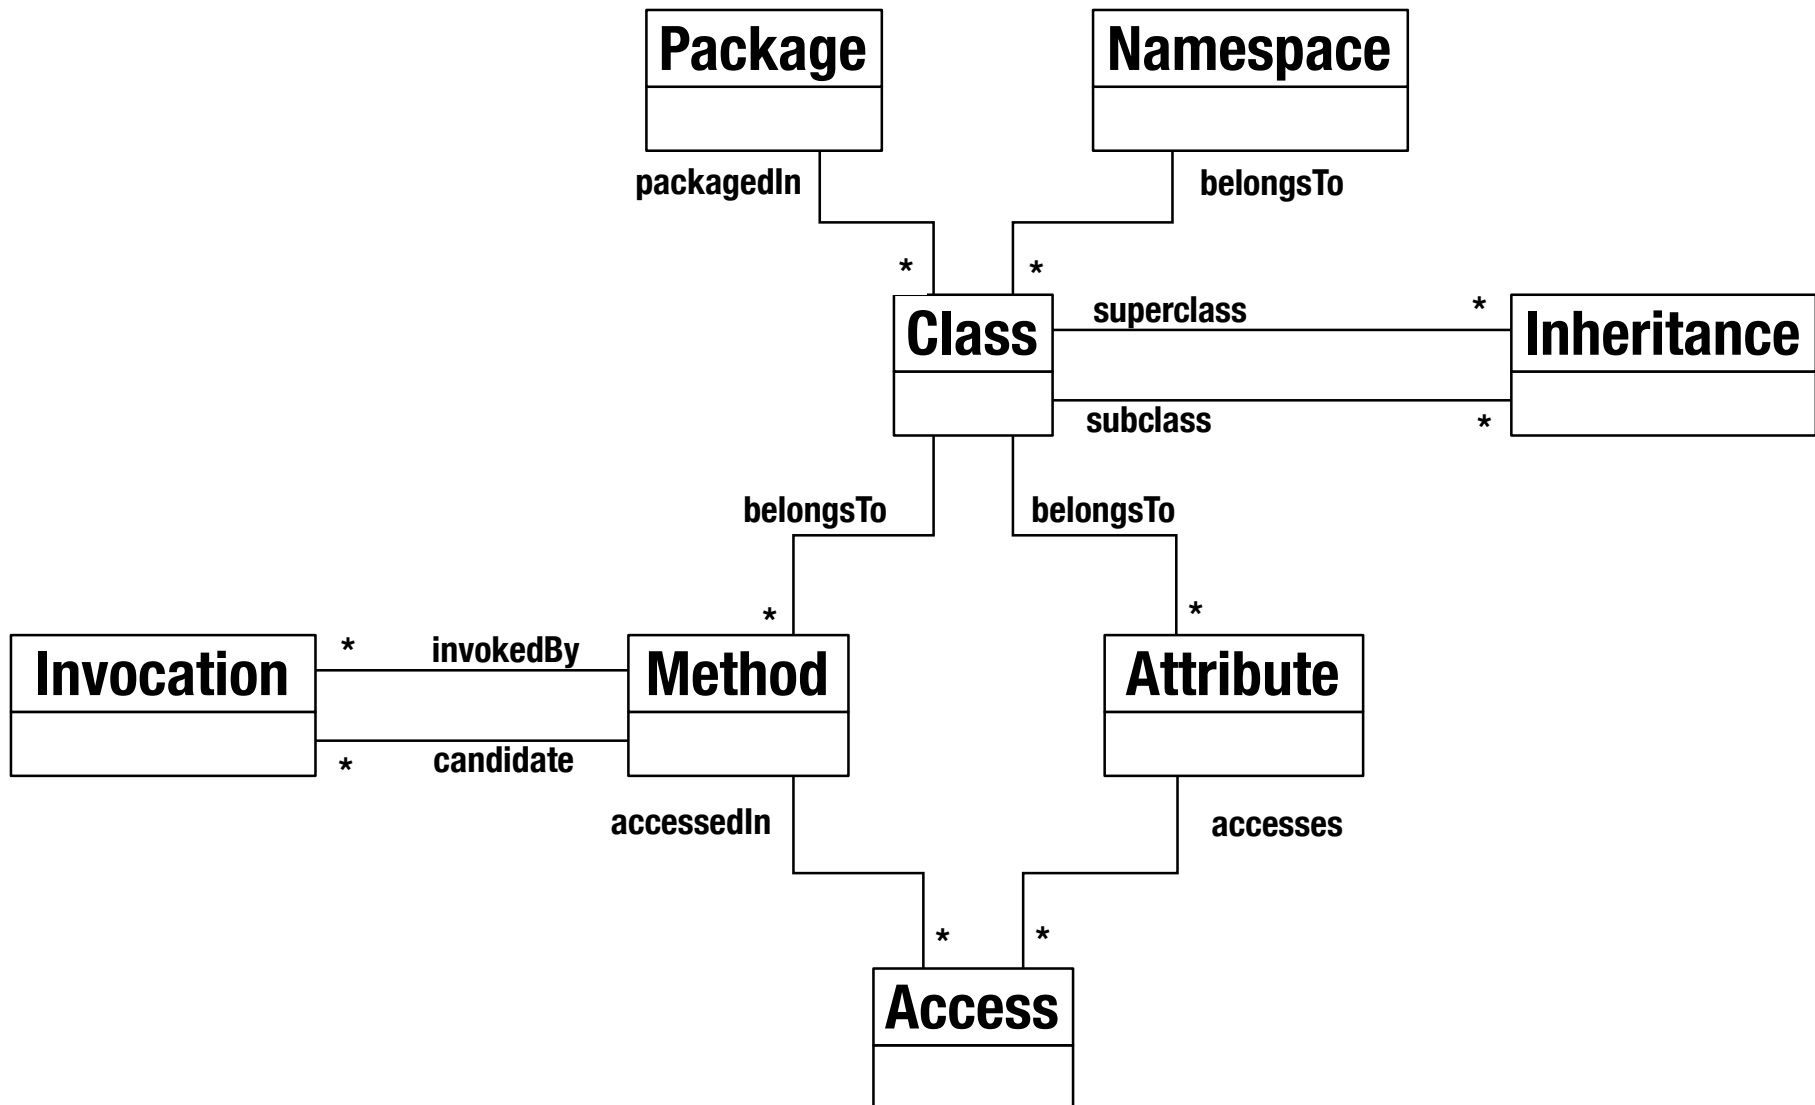 Package
Namespace
packagedIn
belongsTo
*
*
Class
superclass
*
Inheritance
subclass
*
belongsTo
belongsTo
*
*
Invocation
*
invokedBy
Method
Attribute
*
candidate
accessedIn
accesses
*
*
Access